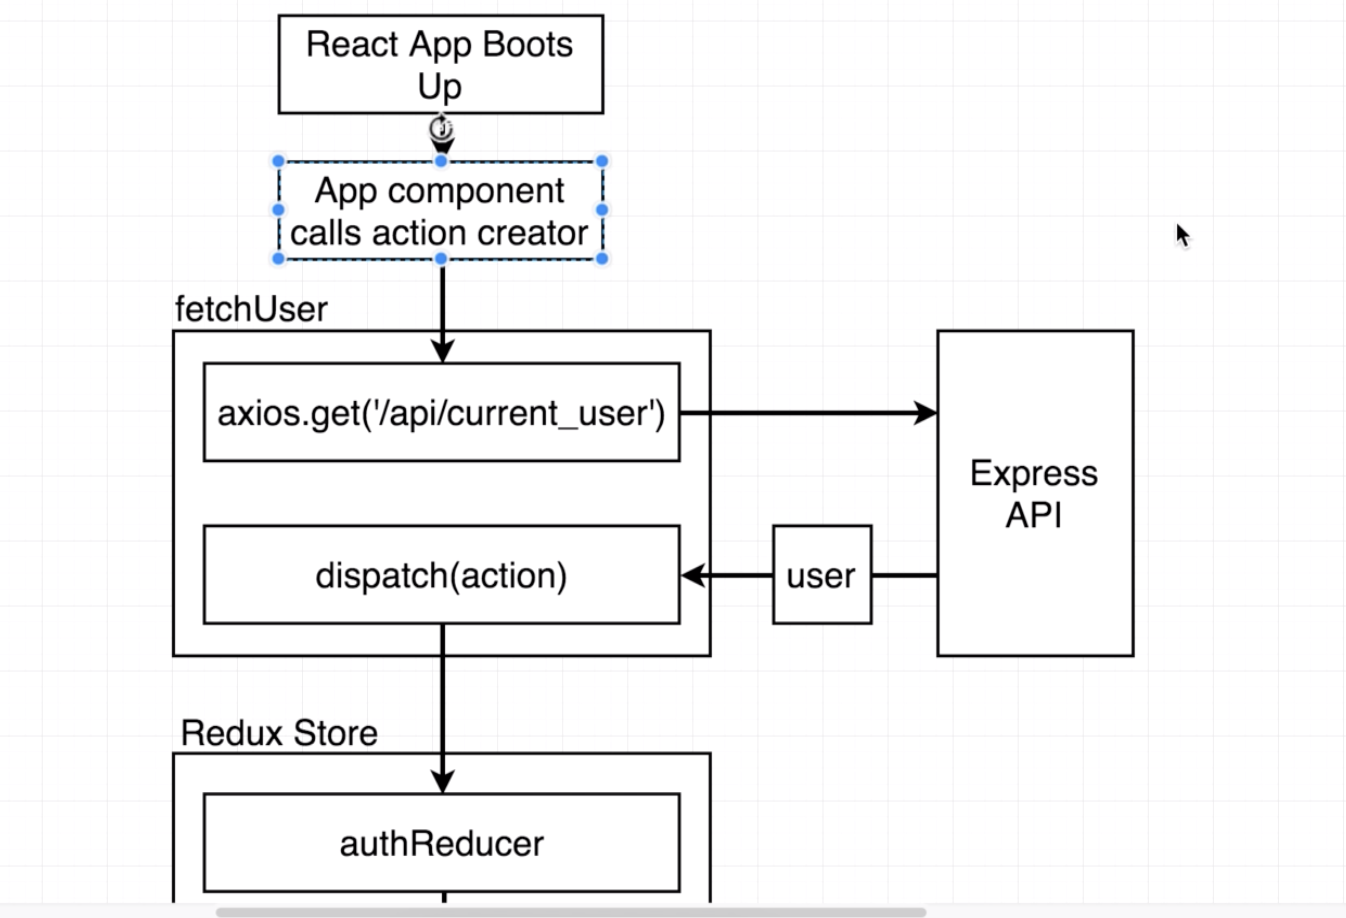 React App Boots
Up
App component
calls action creator
fetchUser
axios.get('/api/current_user')
Express
API
dispatch(action)
user
Redux Store
authReducer